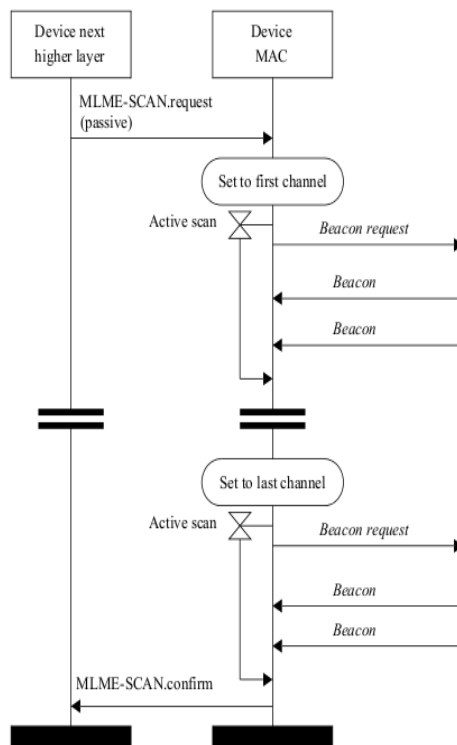 Device next
higher layer
Device
MAC
MLME-SCAN.request
(passive)
Set to first channel
Active scan
Beacon request
Beacon
Beacon
Set to last channel
Active scan
Beacon request
Beacon
Beacon
MLME-SCAN.confirm